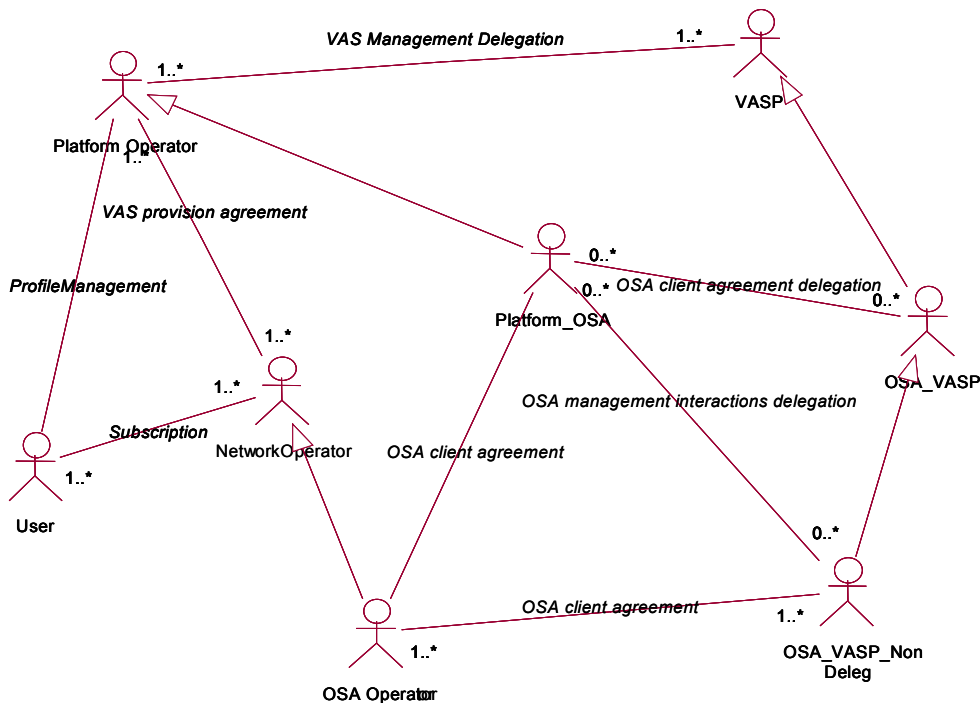 VAS Management Delegation
1..*
1..*
VASP
Platform Operator
1..*
VAS provision agreement
0..*
ProfileManagement
OSA client agreement delegation
0..*
0..*
Platform_OSA
1..*
OSA_VASP
1..*
OSA management interactions delegation
Subscription
NetworkOperator
OSA client agreement
1..*
User
0..*
OSA client agreement
1..*
1..*
OSA_VASP_Non
Deleg
OSA Operator